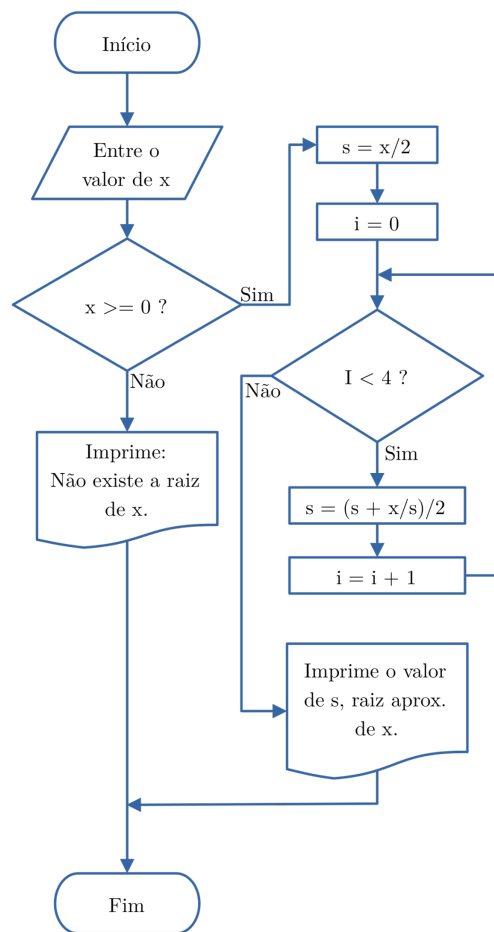 Início
Entre o
valor de x
x >= 0 ?
Sim
Não
Imprime:
Não existe a raiz
de x.
s = x/2
i = 0
I < 4 ?
Não
Sim
s = (s + x/s)/2
i = i + 1
Imprime o valor
de s, raiz aprox.
de x.
Fim